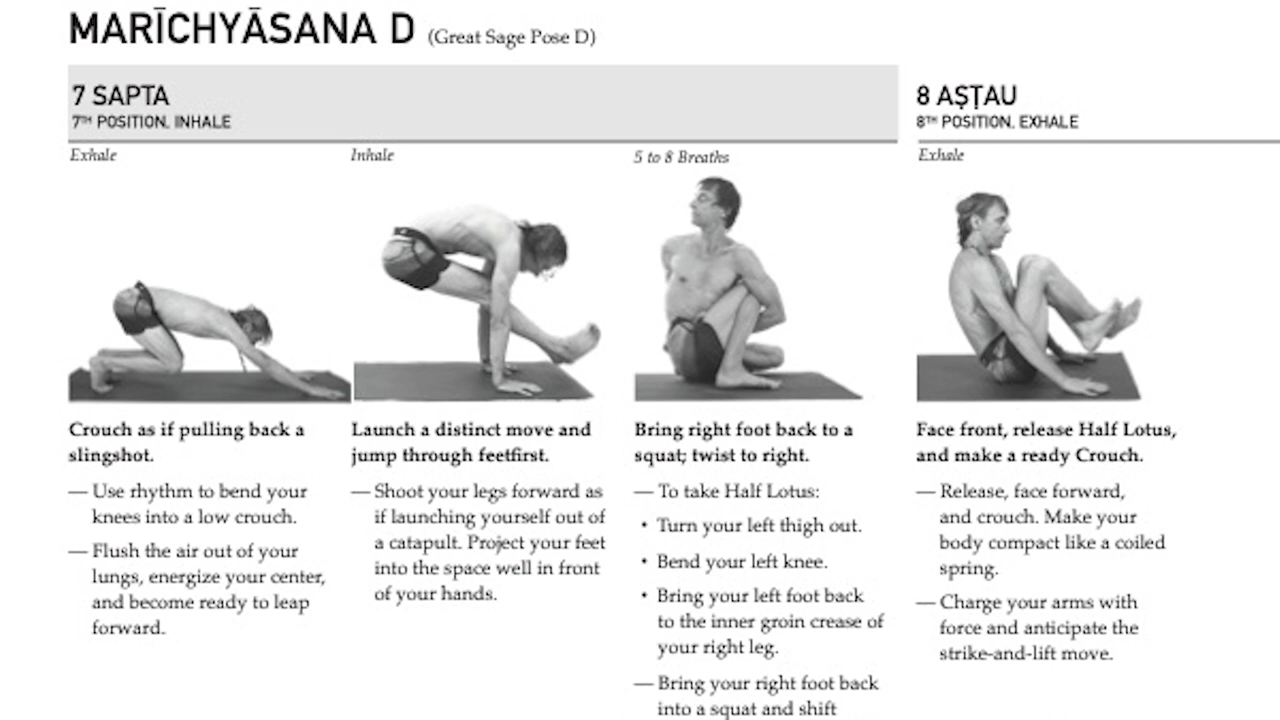 MARĪCHYĀSANA D (Great Sage Pose D)
7 SAPTA
7TH POSITION, INHALE
8 AṢṬAU
8TH POSITION, EXHALE
Exhale
Inhale
5 to 8 Breaths
Exhale
Crouch as if pulling back a
slingshot.
— Use rhythm to bend your
knees into a low crouch.
— Flush the air out of your
lungs, energize your center,
and become ready to leap
forward.
Launch a distinct move and
jump through feetfirst.
— Shoot your legs forward as
if launching yourself out of
a catapult. Project your feet
into the space well in front
of your hands.
Bring right foot back to a
squat; twist to right.
— To take Half Lotus:
• Turn your left thigh out.
• Bend your left knee.
• Bring your left foot back
to the inner groin crease of
your right leg.
— Bring your right foot back
into a squat and shift
Face front, release Half Lotus,
and make a ready Crouch.
— Release, face forward,
and crouch. Make your
body compact like a coiled
spring.
— Charge your arms with
force and anticipate the
strike-and-lift move.